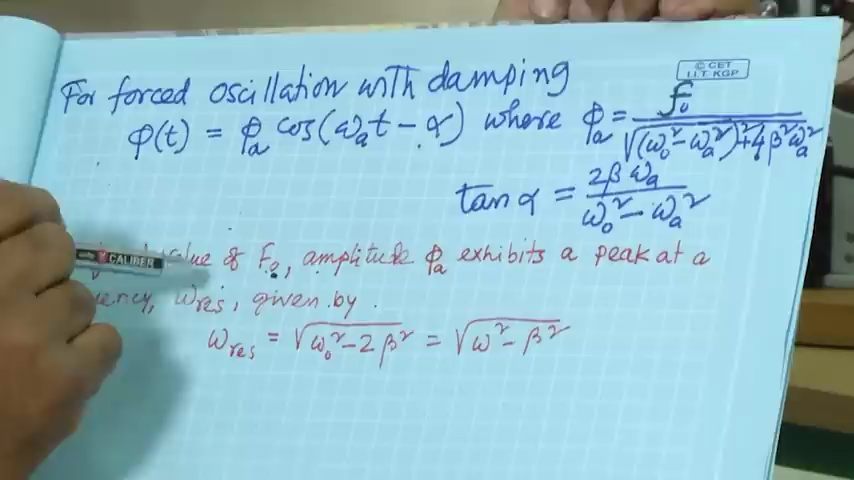 © CET
I.I.T. KGP
For forced oscillation with damping
φ(t) = φₐ cos(ωₐt − α) where φₐ = f₀ / √((ω₀² − ωₐ²)² + 4β²ωₐ²)
tan α = 2βωₐ / (ω₀² − ωₐ²)
value of F₀, amplitude φₐ exhibits a peak at a
ωres, given by.
ωres = √(ω₀² − 2β²) = √(ω² − β²)
CALIBER